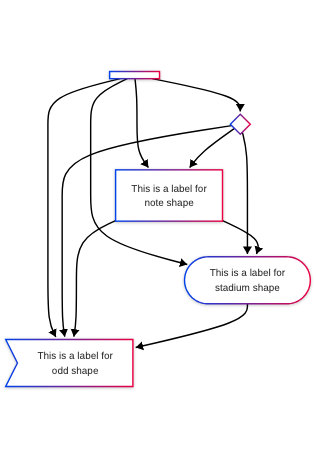 This is a label for
note shape
This is a label for
stadium shape
This is a label for
odd shape